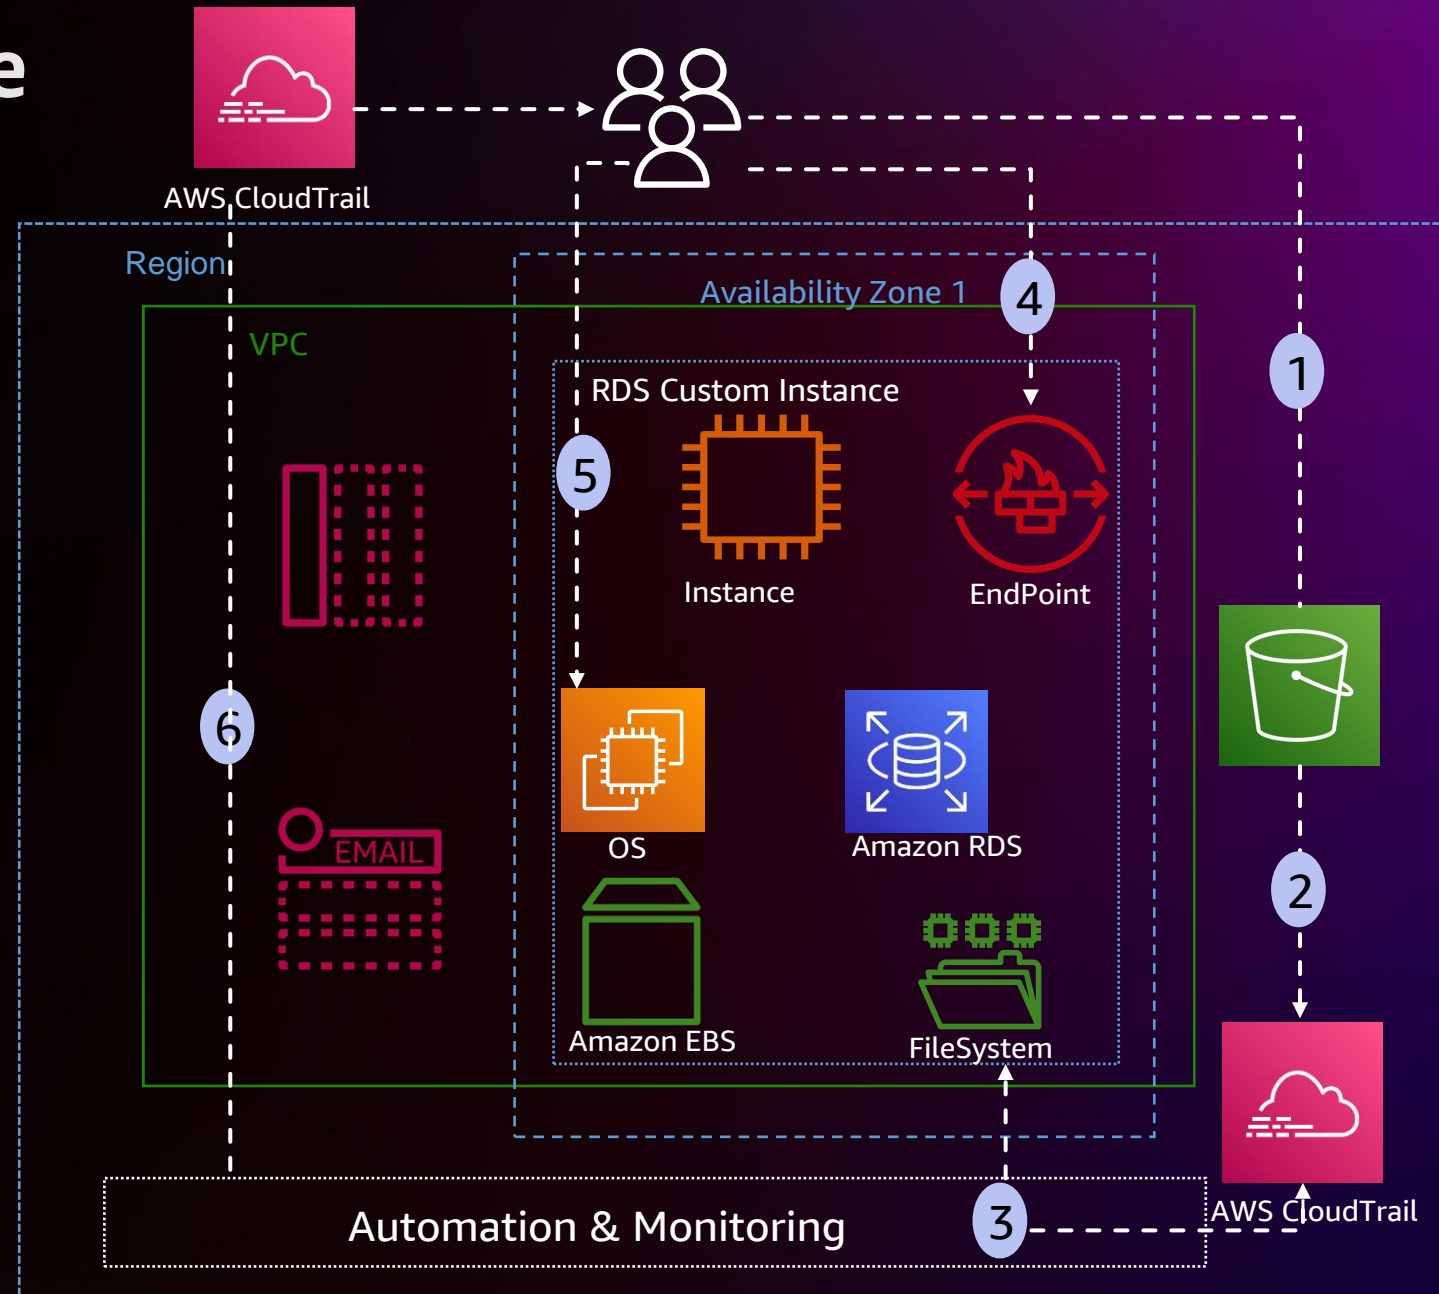 e
AWS CloudTrail
Region
Availability Zone 1
4
VPC
1
RDS Custom Instance
5
Instance
EndPoint
6
OS
Amazon RDS
EMAIL
2
Amazon EBS
FileSystem
AWS CloudTrail
Automation & Monitoring
3